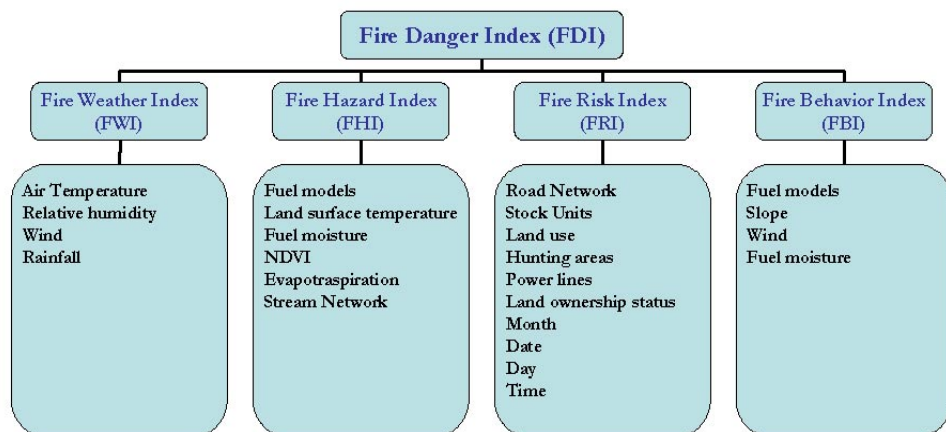 Fire Danger Index (FDI)
Fire Weather Index
(FWI)
Fire Hazard Index
(FHI)
Fire Risk Index
(FRI)
Fire Behavior Index
(FBI)
Air Temperature
Relative humidity
Wind
Rainfall
Fuel models
Land surface temperature
Fuel moisture
NDVI
Evapotraspiration
Stream Network
Road Network
Stock Units
Land use
Hunting areas
Power lines
Land ownership status
Month
Date
Day
Time
Fuel models
Slope
Wind
Fuel moisture